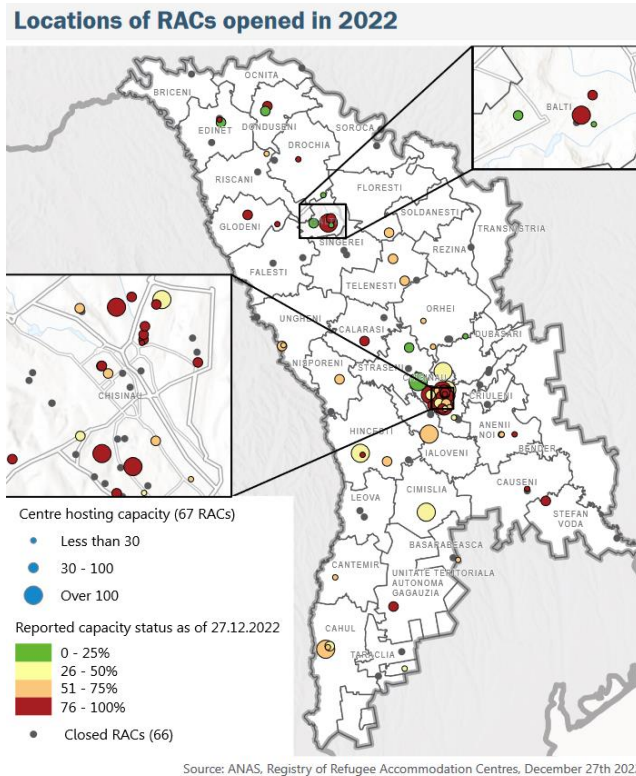 Locations of RACs opened in 2022
OCNITA
BRICENI
EDINET
DONDUSENI
SOROCA
DROCHIA
BALTI
RISCANI
FLORESTI
SOLDANESTI
TRANSNISTRIA
GLODENI
SINGEREI
REZINA
FALESTI
TELENESTI
ORHEI
UNGHENI
CALARASI
DUBASARI
NISPORENI
STRASENI
CHISINAU
CHISINAU
CRIULENI
HINCESTI
ANENII
NOI
IALOVENI
BENDER
CAUSENI
LEOVA
CIMISLIA
STEFAN
VODA
BASARABEASCA
CANTEMIR
UNITATE TERITORIALA
AUTONOMA
GAGAUZIA
CAHUL
TARACLIA
Centre hosting capacity (67 RACs)
Less than 30
30 - 100
Over 100
Reported capacity status as of 27.12.2022
0 - 25%
26 - 50%
51 - 75%
76 - 100%
Closed RACs (66)
Source: ANAS, Registry of Refugee Accommodation Centres, December 27th 202